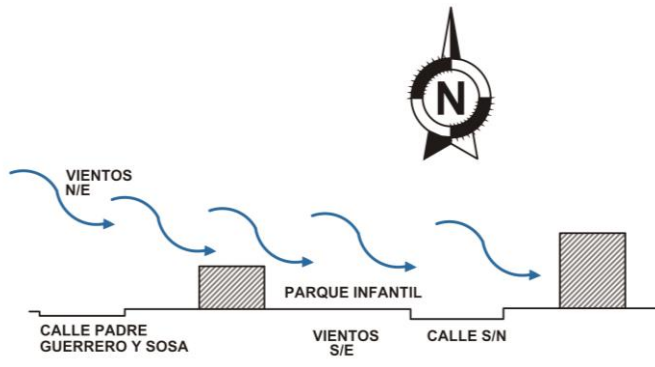 N
VIENTOS
N/E
PARQUE INFANTIL
CALLE PADRE
GUERRERO Y SOSA
VIENTOS
S/E
CALLE S/N